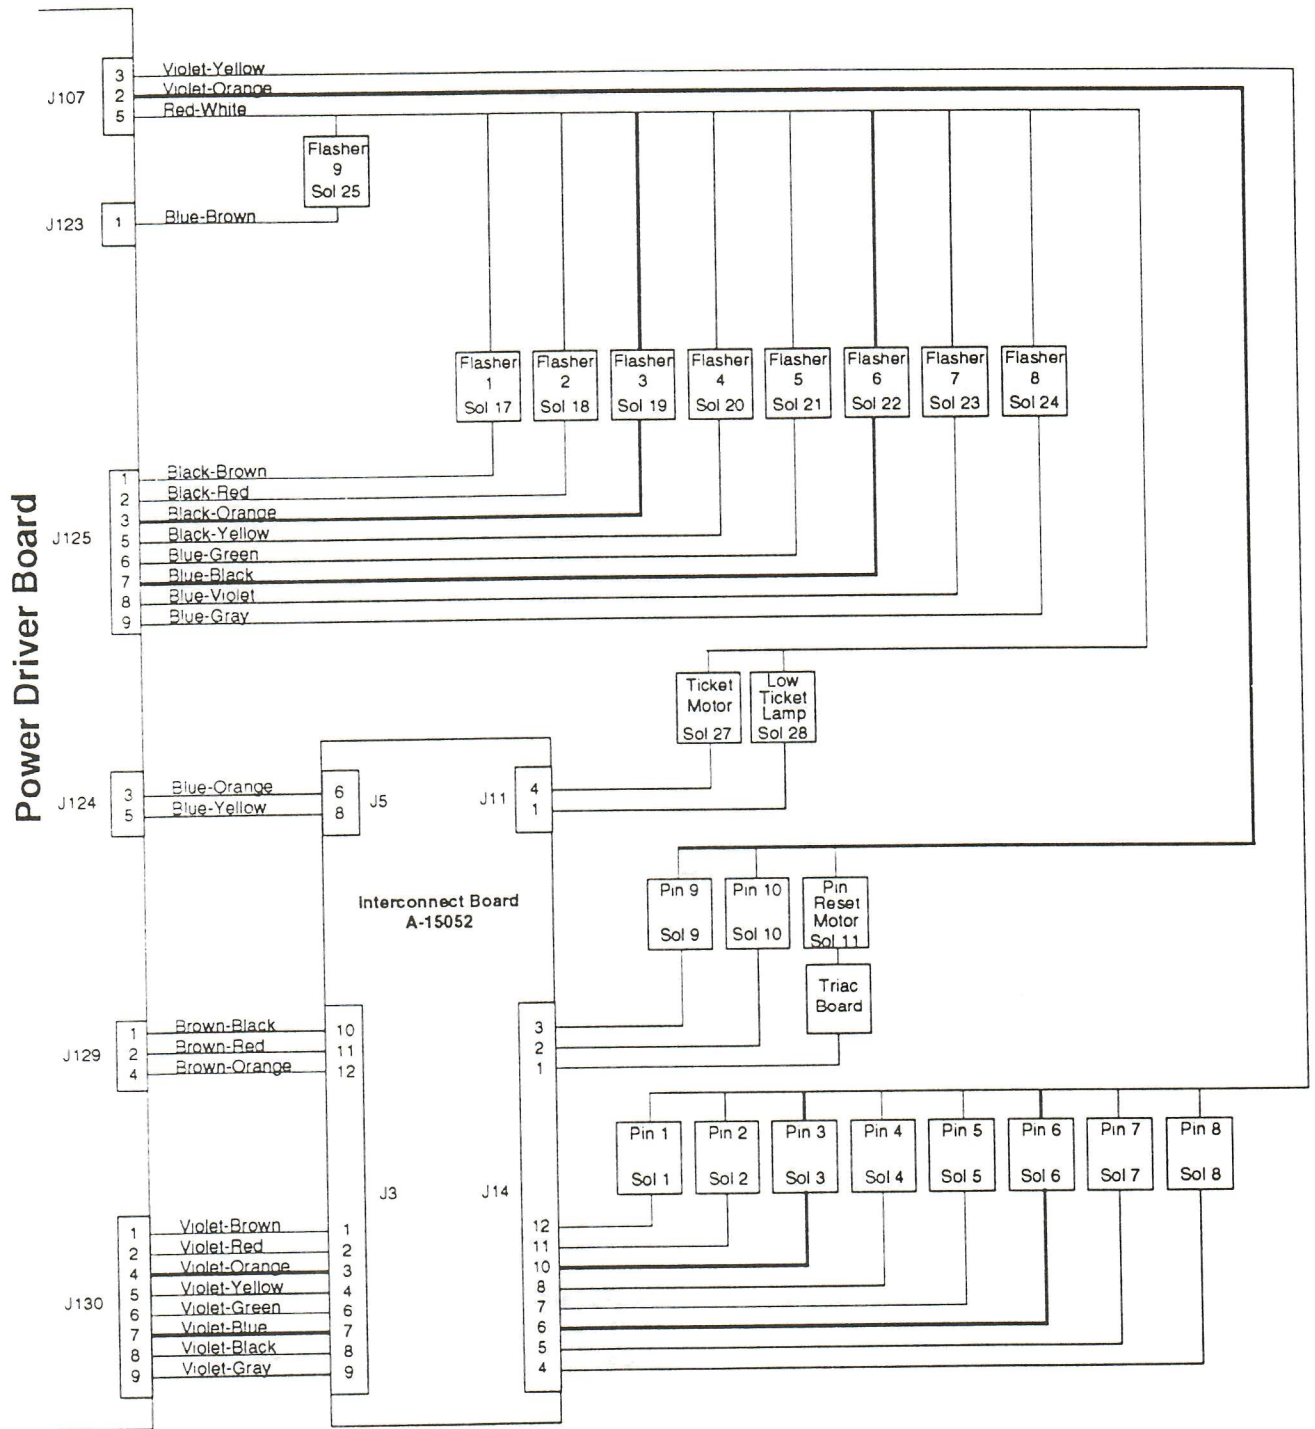 Power Driver Board
J107
3 Violet-Yellow
2 Violet-Orange
5 Red-White
Flasher 9 Sol 25
J123
1 Blue-Brown
Flasher 1 Sol 17
Flasher 2 Sol 18
Flasher 3 Sol 19
Flasher 4 Sol 20
Flasher 5 Sol 21
Flasher 6 Sol 22
Flasher 7 Sol 23
Flasher 8 Sol 24
J125
1 Black-Brown
2 Black-Red
3 Black-Orange
5 Black-Yellow
6 Blue-Green
7 Blue-Black
8 Blue-Violet
9 Blue-Gray
Ticket Motor Sol 27
Low Ticket Lamp Sol 28
J124
3 Blue-Orange 6
5 Blue-Yellow 8
J5
J11
4
1
Interconnect Board
A-15052
Pin 9 Sol 9
Pin 10 Sol 10
Pin Reset Motor Sol 11
Triac Board
J129
1 Brown-Black 10
2 Brown-Red 11
4 Brown-Orange 12
3
2
1
Pin 1 Sol 1
Pin 2 Sol 2
Pin 3 Sol 3
Pin 4 Sol 4
Pin 5 Sol 5
Pin 6 Sol 6
Pin 7 Sol 7
Pin 8 Sol 8
J3
J14
J130
1 Violet-Brown 1
2 Violet-Red 2
4 Violet-Orange 3
5 Violet-Yellow 4
6 Violet-Green 6
7 Violet-Blue 7
8 Violet-Black 8
9 Violet-Gray 9
12
11
10
8
7
6
5
4